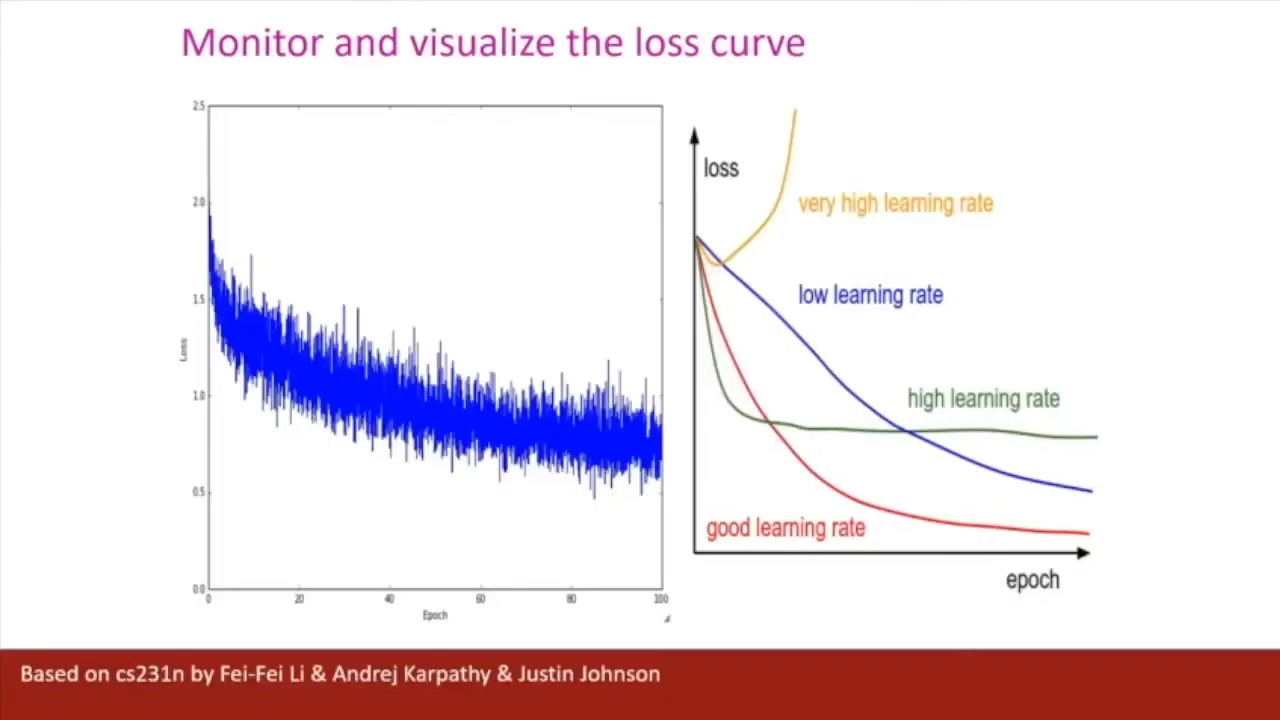 Monitor and visualize the loss curve
2.5
2.0
1.5
1.0
0.5
0.0
Loss
0 20 40 60 80 100
Epoch
loss
very high learning rate
low learning rate
high learning rate
good learning rate
epoch
Based on cs231n by Fei-Fei Li & Andrej Karpathy & Justin Johnson